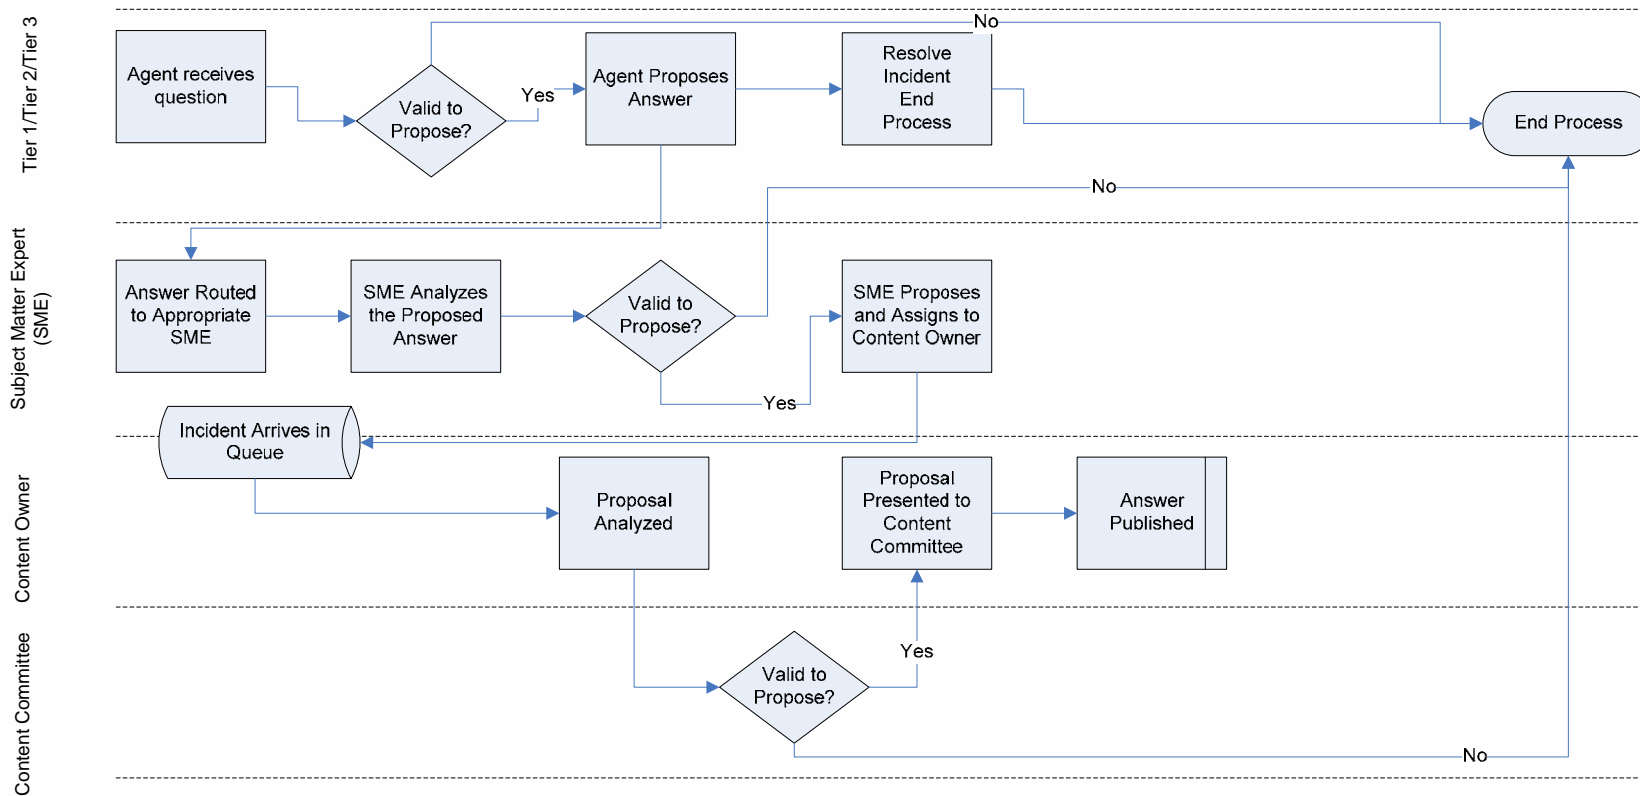 Tier 1/Tier 2/Tier 3
No
Agent receives
question
Valid to
Propose?
Yes
Agent Proposes
Answer
Resolve
Incident
End
Process
End Process
No
Subject Matter Expert
(SME)
Answer Routed
to Appropriate
SME
SME Analyzes
the Proposed
Answer
Valid to
Propose?
Yes
SME Proposes
and Assigns to
Content Owner
Incident Arrives in
Queue
Content Owner
Proposal
Analyzed
Proposal
Presented to
Content
Committee
Answer
Published
Content Committee
Valid to
Propose?
Yes
No